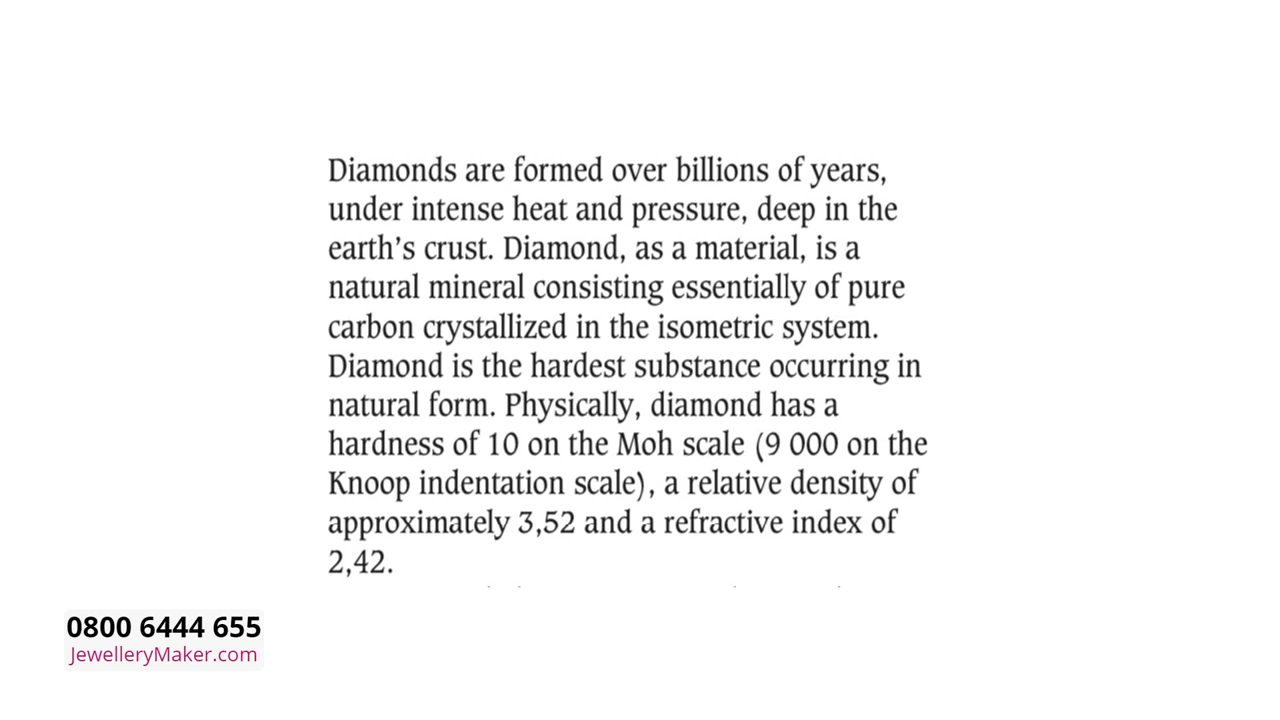 Diamonds are formed over billions of years,
under intense heat and pressure, deep in the
earth’s crust. Diamond, as a material, is a
natural mineral consisting essentially of pure
carbon crystallized in the isometric system.
Diamond is the hardest substance occurring in
natural form. Physically, diamond has a
hardness of 10 on the Moh scale (9 000 on the
Knoop indentation scale), a relative density of
approximately 3,52 and a refractive index of
2,42.
0800 6444 655
JewelleryMaker.com